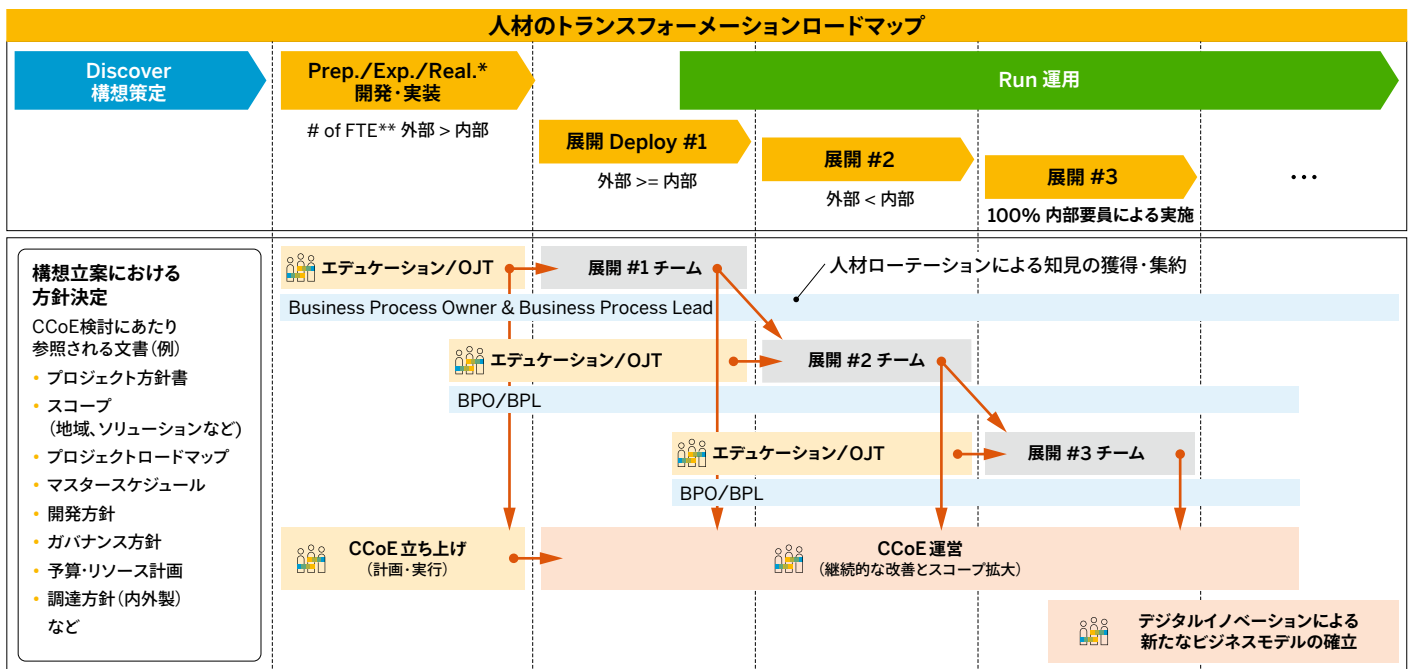 人材のトランスフォーメーションロードマップ
Discover
構想策定
Prep./Exp./Real.*
開発・実装
Run 運用
# of FTE** 外部 > 内部
展開 Deploy #1
外部 >= 内部
展開 #2
外部 < 内部
展開 #3
100% 内部要員による実施
…
構想立案における
方針決定
CCoE検討にあたり
参照される文書(例)
• プロジェクト方針書
• スコープ
(地域、ソリューションなど)
• プロジェクトロードマップ
• マスタースケジュール
• 開発方針
• ガバナンス方針
• 予算・リソース計画
• 調達方針(内外製)
など
エデュケーション/OJT
展開 #1 チーム
人材ローテーションによる知見の獲得・集約
Business Process Owner & Business Process Lead
エデュケーション/OJT
展開 #2 チーム
BPO/BPL
エデュケーション/OJT
展開 #3 チーム
BPO/BPL
CCoE 立ち上げ
(計画・実行)
CCoE 運営
(継続的な改善とスコープ拡大)
デジタルイノベーションによる
新たなビジネスモデルの確立